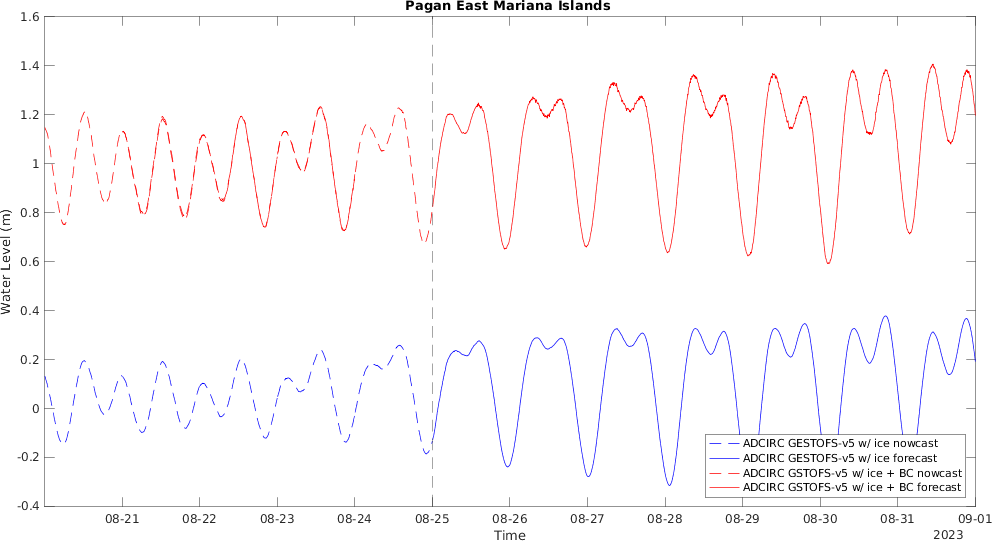 Pagan East Mariana Islands
1.6
1.4
1.2
1
0.8
0.6
0.4
0.2
0
-0.2
-0.4
Water Level (m)
ADCIRC GESTOFS-v5 w/ ice nowcast
ADCIRC GESTOFS-v5 w/ ice forecast
ADCIRC GSTOFS-v5 w/ ice + BC nowcast
ADCIRC GSTOFS-v5 w/ ice + BC forecast
08-21 08-22 08-23 08-24 08-25 08-26 08-27 08-28 08-29 08-30 08-31 09-01
Time
2023